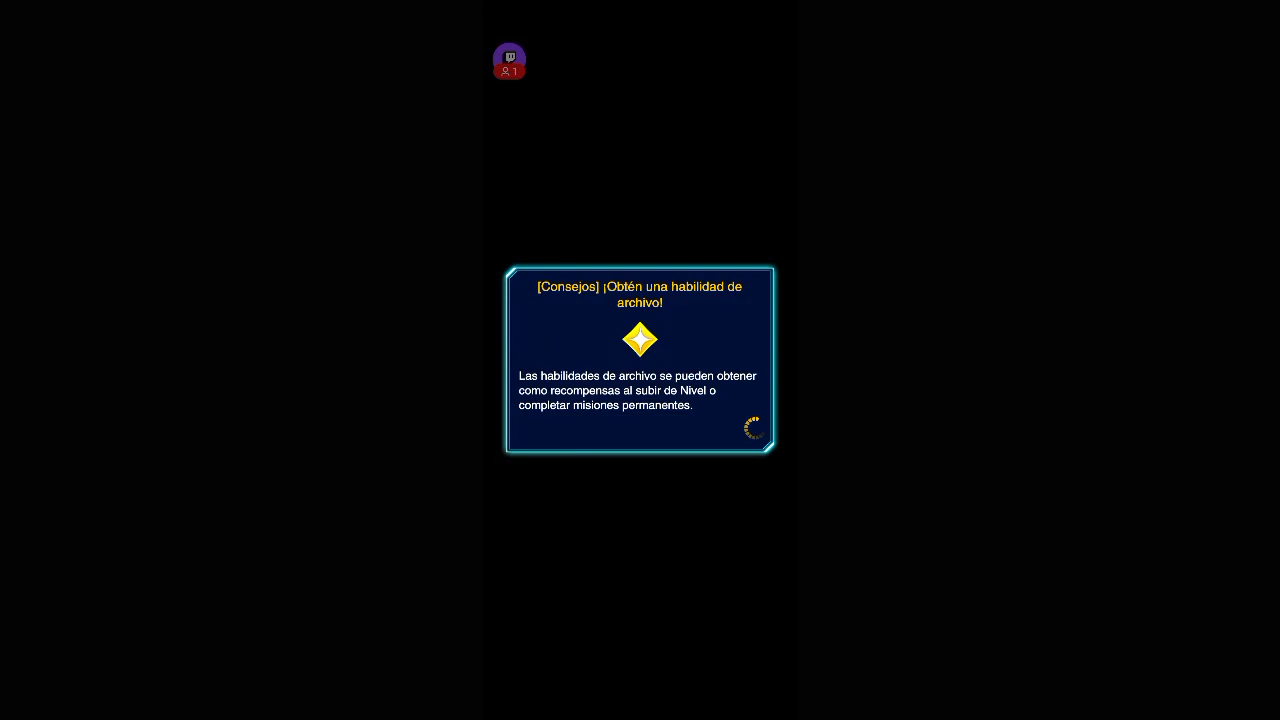 1
[Consejos] ¡Obtén una habilidad de
archivo!
Las habilidades de archivo se pueden obtener
como recompensas al subir de Nivel o
completar misiones permanentes.